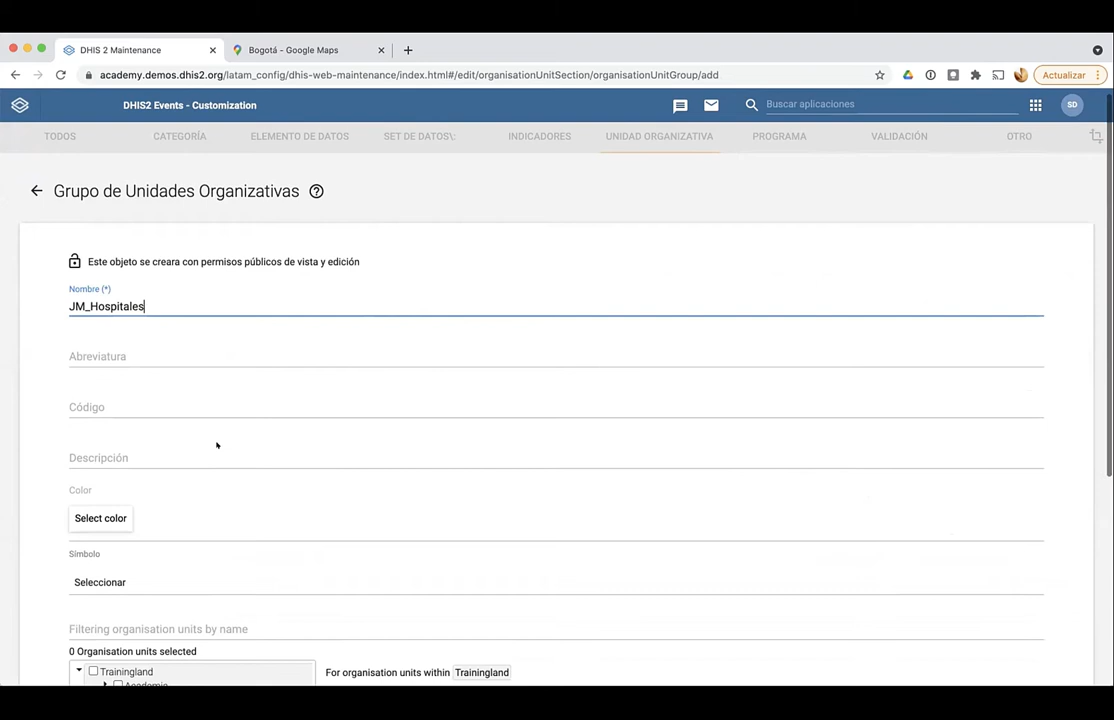 DHIS 2 Maintenance
Bogotá - Google Maps
academy.demos.dhis2.org/latam_config/dhis-web-maintenance/index.html#/edit/organisationUnitSection/organisationUnitGroup/add
Actualizar
DHIS2 Events - Customization
Buscar aplicaciones
SD
TODOS
CATEGORÍA
ELEMENTO DE DATOS
SET DE DATOS\:
INDICADORES
UNIDAD ORGANIZATIVA
PROGRAMA
VALIDACIÓN
OTRO
Grupo de Unidades Organizativas
Este objeto se creara con permisos públicos de vista y edición
Nombre (*)
JM_Hospitales
Abreviatura
Código
Descripción
Color
Select color
Símbolo
Seleccionar
Filtering organisation units by name
0 Organisation units selected
Trainingland
For organisation units within Trainingland